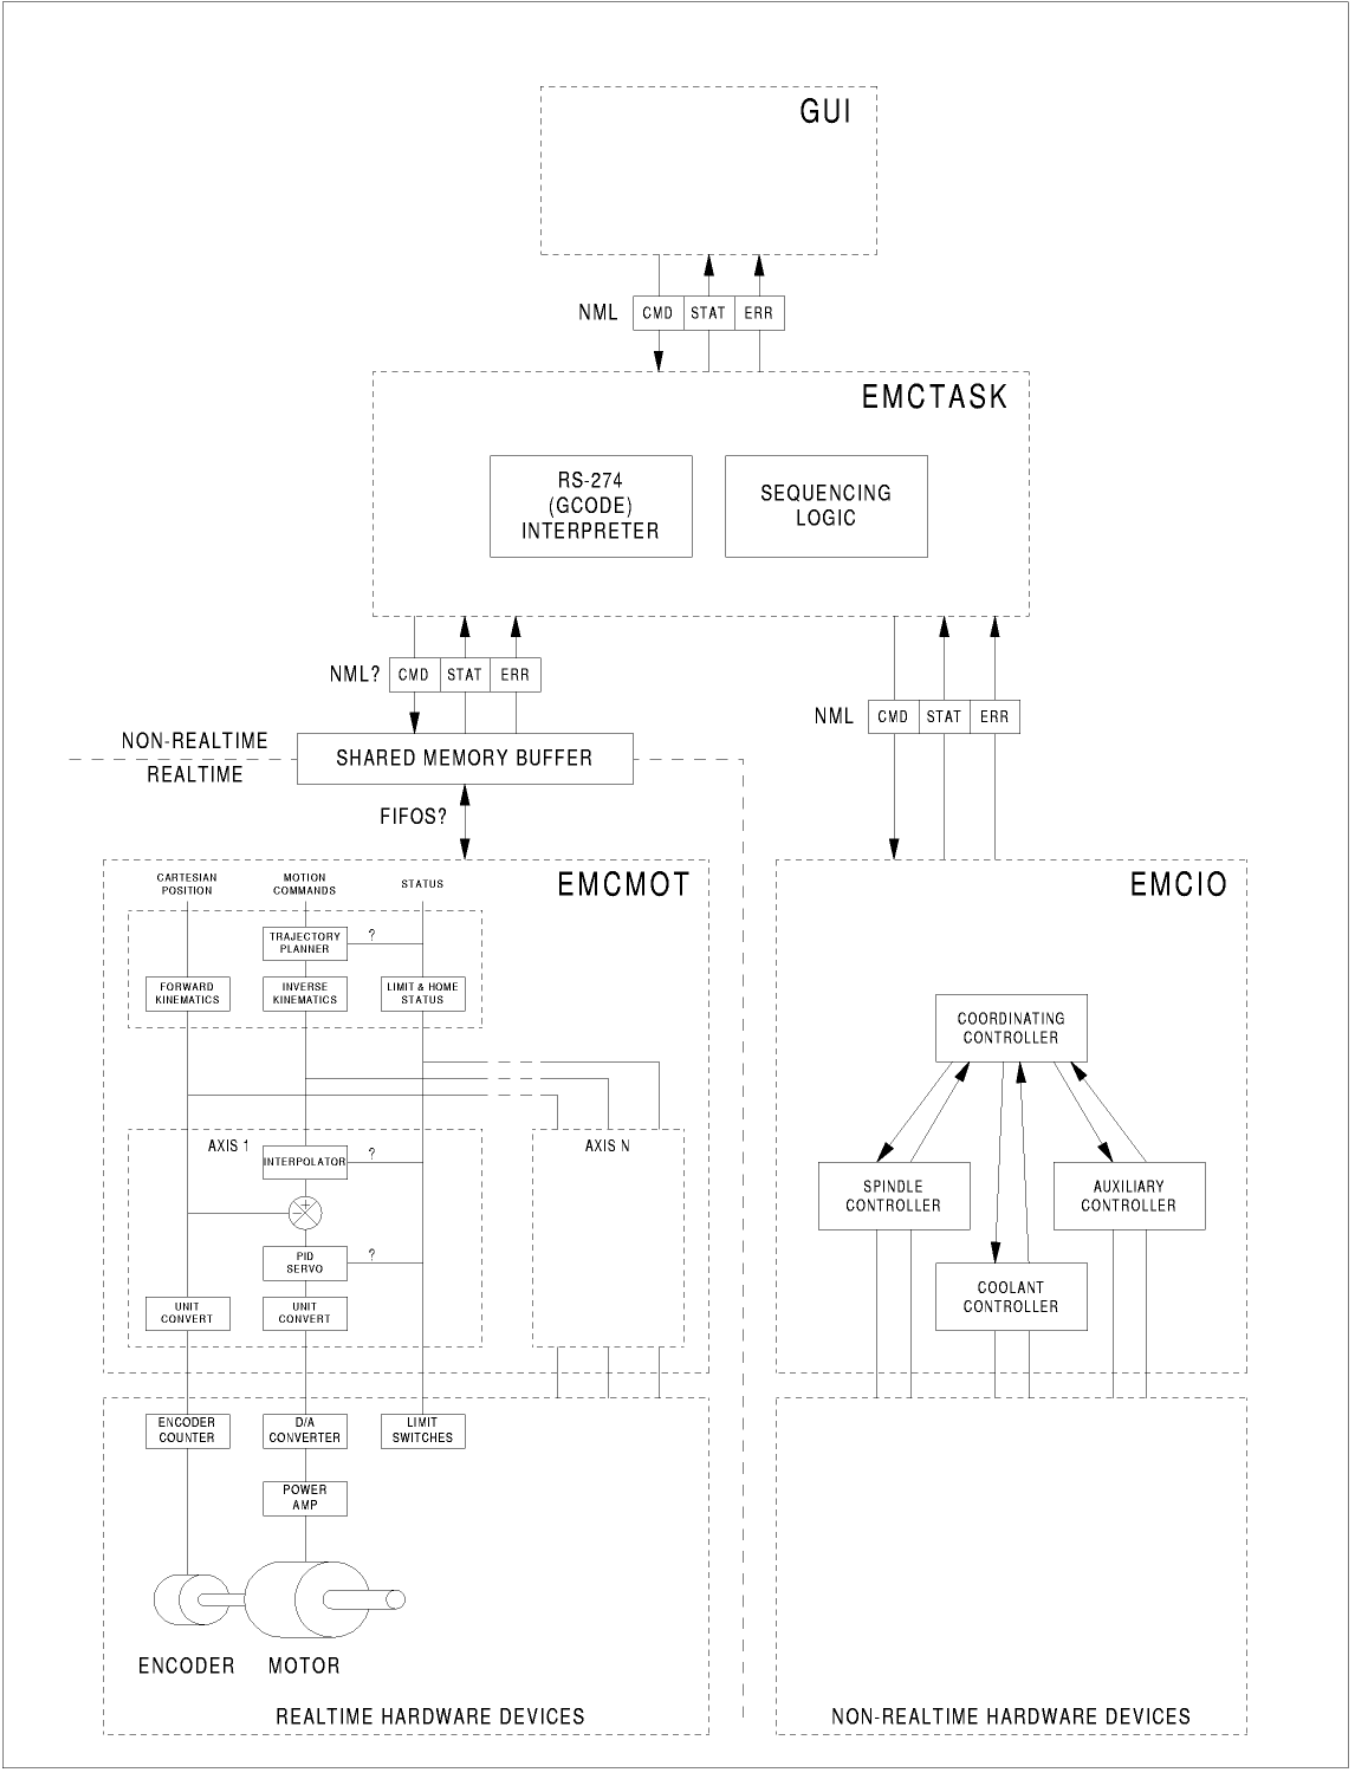 GUI
NML
CMD
STAT
ERR
EMCTASK
RS-274
(GCODE)
INTERPRETER
SEQUENCING
LOGIC
NML?
CMD
STAT
ERR
NML
CMD
STAT
ERR
NON-REALTIME
REALTIME
SHARED MEMORY BUFFER
FIFOS?
EMCMOT
CARTESIAN
POSITION
MOTION
COMMANDS
STATUS
TRAJECTORY
PLANNER
?
FORWARD
KINEMATICS
INVERSE
KINEMATICS
LIMIT & HOME
STATUS
AXIS 1
INTERPOLATOR
?
+
−
PID
SERVO
?
UNIT
CONVERT
UNIT
CONVERT
AXIS N
EMCIO
COORDINATING
CONTROLLER
SPINDLE
CONTROLLER
AUXILIARY
CONTROLLER
COOLANT
CONTROLLER
ENCODER
COUNTER
D/A
CONVERTER
LIMIT
SWITCHES
POWER
AMP
ENCODER
MOTOR
REALTIME HARDWARE DEVICES
NON-REALTIME HARDWARE DEVICES